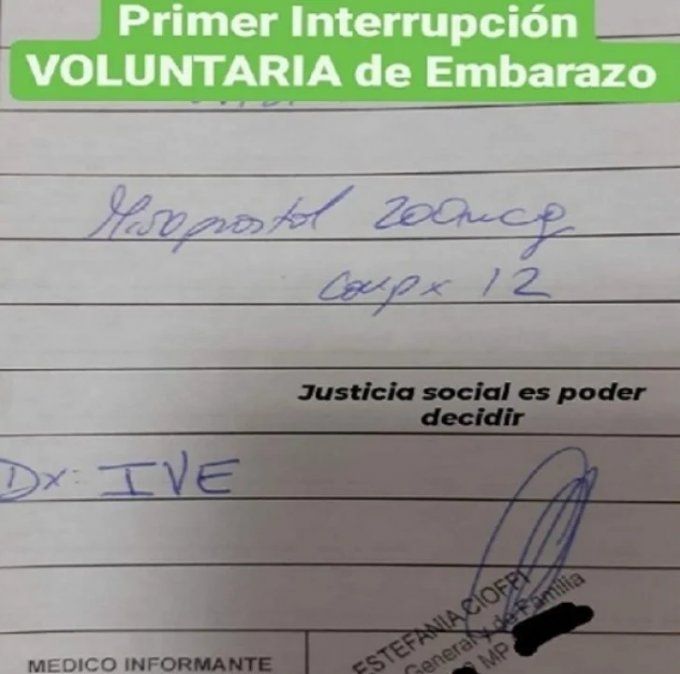 Primer Interrupción
VOLUNTARIA de Embarazo
Misoprostol 200mcg
Comp x 12
Justicia social es poder
decidir
Dx: IVE
ESTEFANIA CIOFFI
General y de Familia
MP
MEDICO INFORMANTE